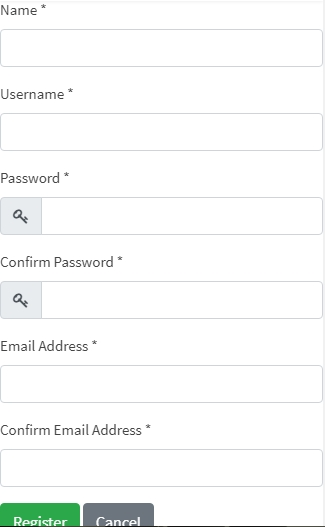 Name *
Username *
Password *
Confirm Password *
Email Address *
Confirm Email Address *
Register Cancel